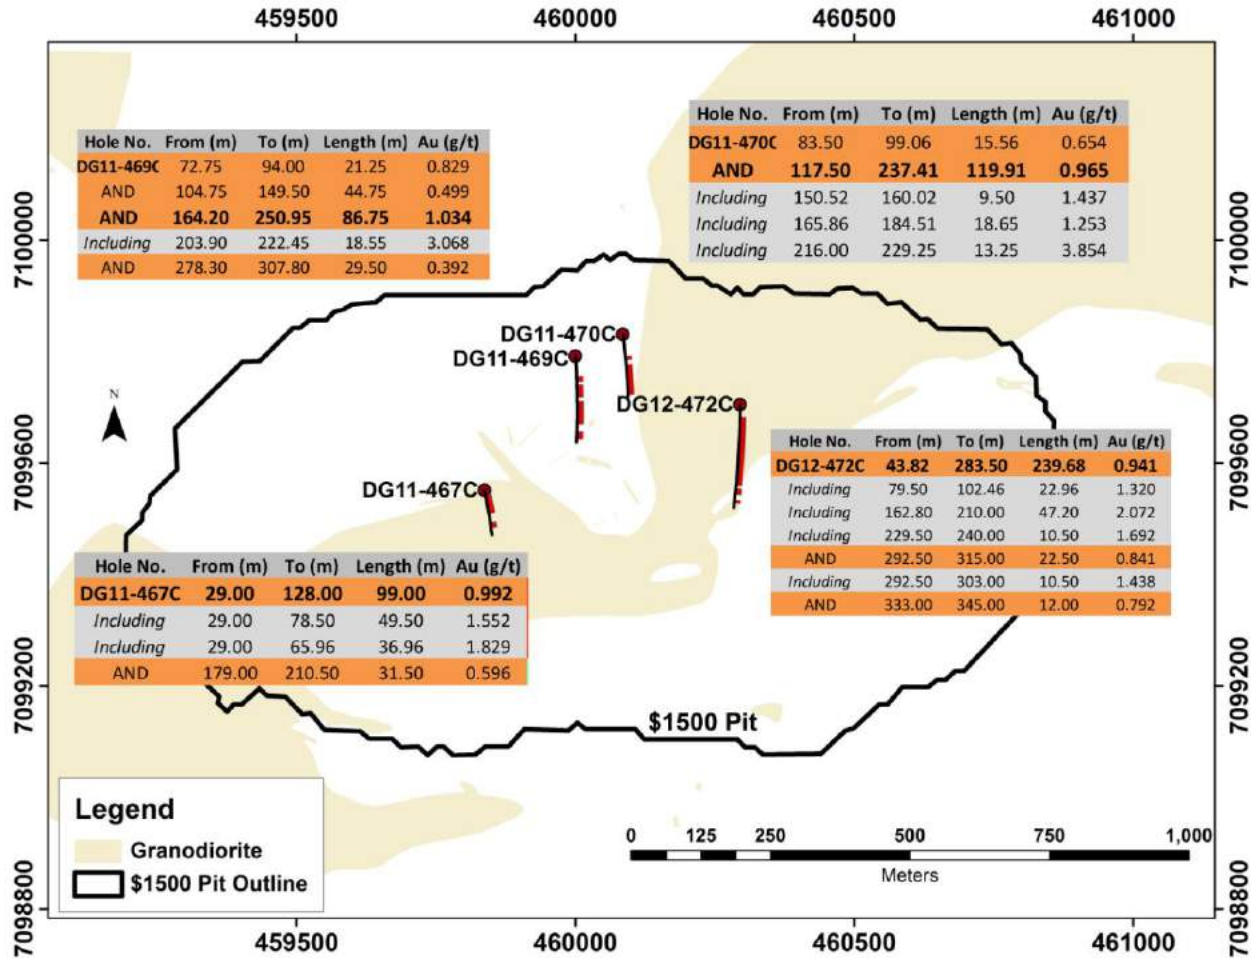 459500 460000 460500 461000
Hole No. From (m) To (m) Length (m) Au (g/t)
DG11-469C 72.75 94.00 21.25 0.829
AND 104.75 149.50 44.75 0.499
AND 164.20 250.95 86.75 1.034
Including 203.90 222.45 18.55 3.068
AND 278.30 307.80 29.50 0.392
Hole No. From (m) To (m) Length (m) Au (g/t)
DG11-470C 83.50 99.06 15.56 0.654
AND 117.50 237.41 119.91 0.965
Including 150.52 160.02 9.50 1.437
Including 165.86 184.51 18.65 1.253
Including 216.00 229.25 13.25 3.854
7100000 7100000
DG11-470C
DG11-469C
DG12-472C
N
7099600 7099600
DG11-467C
Hole No. From (m) To (m) Length (m) Au (g/t)
DG12-472C 43.82 283.50 239.68 0.941
Including 79.50 102.46 22.96 1.320
Including 162.80 210.00 47.20 2.072
Including 229.50 240.00 10.50 1.692
AND 292.50 315.00 22.50 0.841
Including 292.50 303.00 10.50 1.438
AND 333.00 345.00 12.00 0.792
Hole No. From (m) To (m) Length (m) Au (g/t)
DG11-467C 29.00 128.00 99.00 0.992
Including 29.00 78.50 49.50 1.552
Including 29.00 65.96 36.96 1.829
AND 179.00 210.50 31.50 0.596
7099200 7099200
$1500 Pit
Legend
Granodiorite
$1500 Pit Outline
0 125 250 500 750 1,000
Meters
7098800 7098800
459500 460000 460500 461000